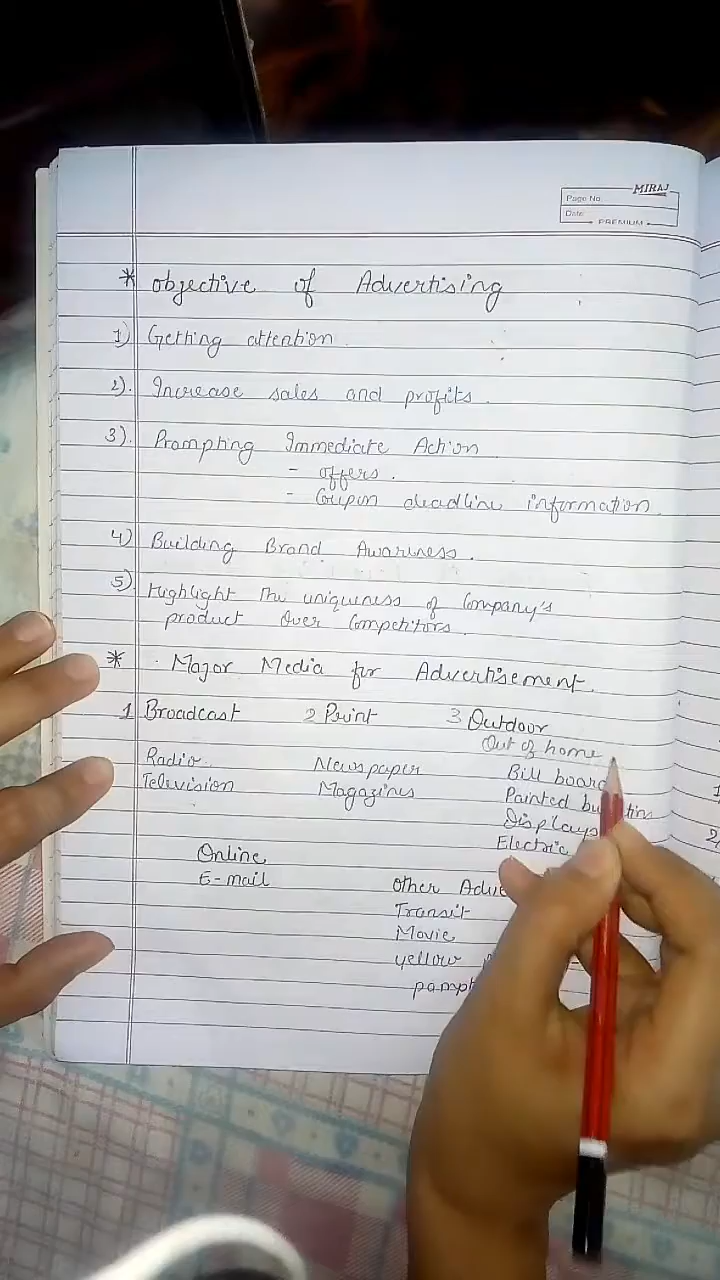 MIRAJ
Page No.
Date:
PREMIUM
* Objective of Advertising
1) Getting attention.
2). Increase sales and profits.
3). Prompting Immediate Action
- offers.
- Coupon deadline information.
4) Building Brand Awareness.
5) Highlight the uniqueness of Company's
product Over Competitors.
* Major Media for Advertisement.
1 Broadcast 2 Print 3 Outdoor
Out of home
Radio Newspaper Bill board
Television Magazines Painted
Displays
Online Electric
E-mail Other
Transit
Movie
yellow